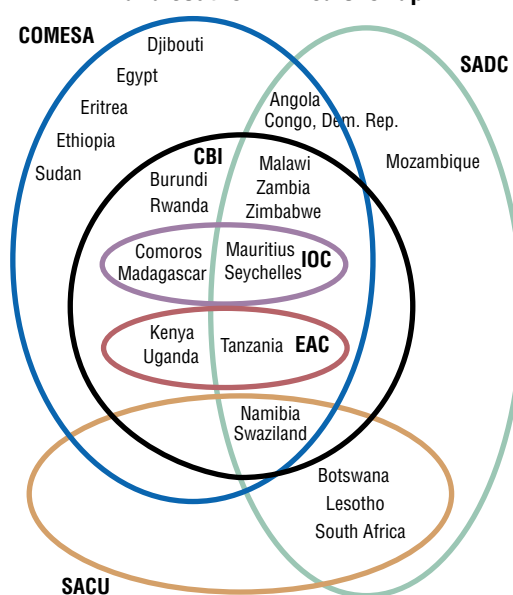 COMESA
Djibouti
SADC
Egypt
Angola
Eritrea
Congo, Dem. Rep.
Ethiopia
CBI
Malawi
Mozambique
Sudan
Burundi
Zambia
Rwanda
Zimbabwe
Comoros
Mauritius
IOC
Madagascar
Seychelles
Kenya
Tanzania
EAC
Uganda
Namibia
Swaziland
Botswana
Lesotho
South Africa
SACU